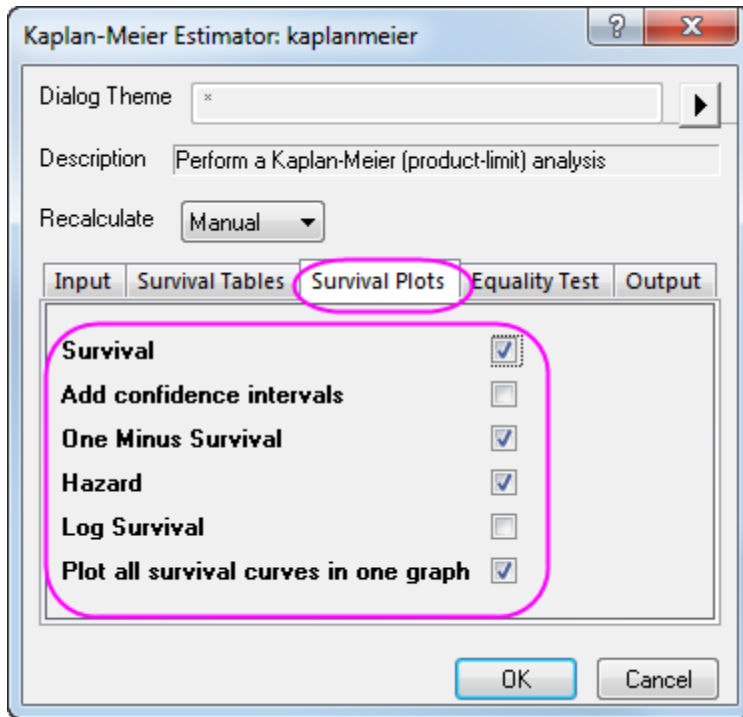 Kaplan-Meier Estimator: kaplanmeier
Dialog Theme *
Description Perform a Kaplan-Meier (product-limit) analysis
Recalculate Manual
Input Survival Tables Survival Plots Equality Test Output
Survival
Add confidence intervals
One Minus Survival
Hazard
Log Survival
Plot all survival curves in one graph
OK Cancel